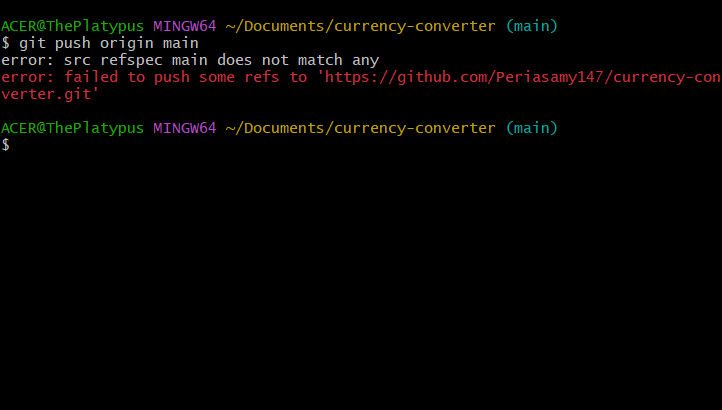 ACER@ThePlatypus MINGW64 ~/Documents/currency-converter (main)
$ git push origin main
error: src refspec main does not match any
error: failed to push some refs to 'https://github.com/Periasamy147/currency-con
verter.git'
ACER@ThePlatypus MINGW64 ~/Documents/currency-converter (main)
$